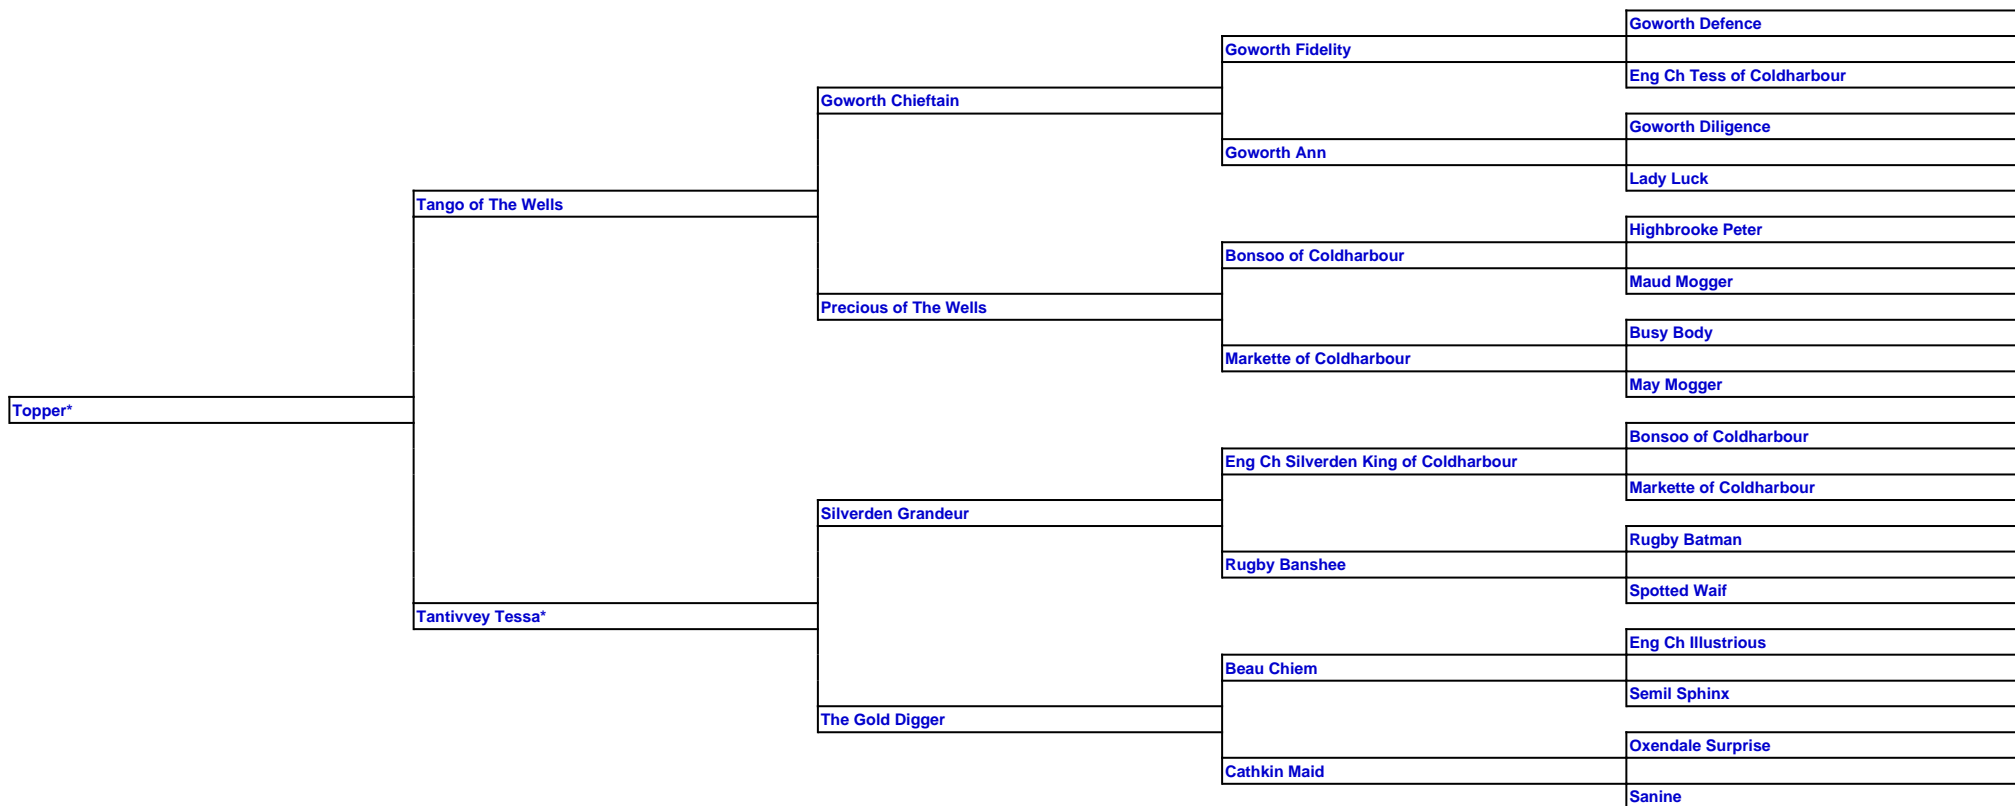 Goworth Defence
Goworth Fidelity
Eng Ch Tess of Coldharbour
Goworth Chieftain
Goworth Diligence
Goworth Ann
Lady Luck
Tango of The Wells
Highbrooke Peter
Bonsoo of Coldharbour
Maud Mogger
Precious of The Wells
Busy Body
Markette of Coldharbour
May Mogger
Topper*
Bonsoo of Coldharbour
Eng Ch Silverden King of Coldharbour
Markette of Coldharbour
Silverden Grandeur
Rugby Batman
Rugby Banshee
Spotted Waif
Tantivvey Tessa*
Eng Ch Illustrious
Beau Chiem
Semil Sphinx
The Gold Digger
Oxendale Surprise
Cathkin Maid
Sanine